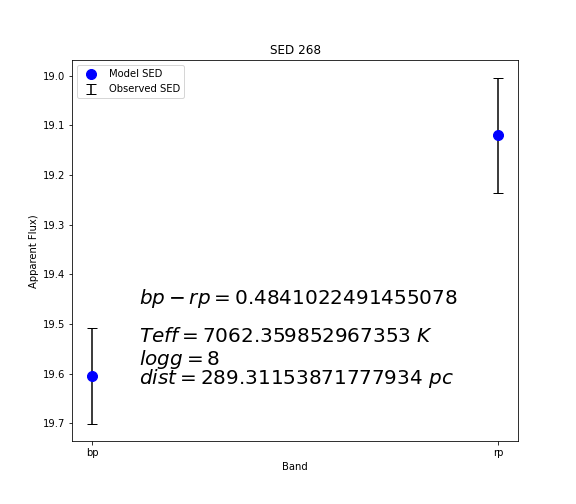 SED 268
Model SED
Observed SED
19.0
19.1
19.2
19.3
19.4
19.5
19.6
19.7
Apparent Flux)
bp − rp = 0.4841022491455078
Teff = 7062.359852967353 K
logg = 8
dist = 289.31153871777934 pc
bp
rp
Band